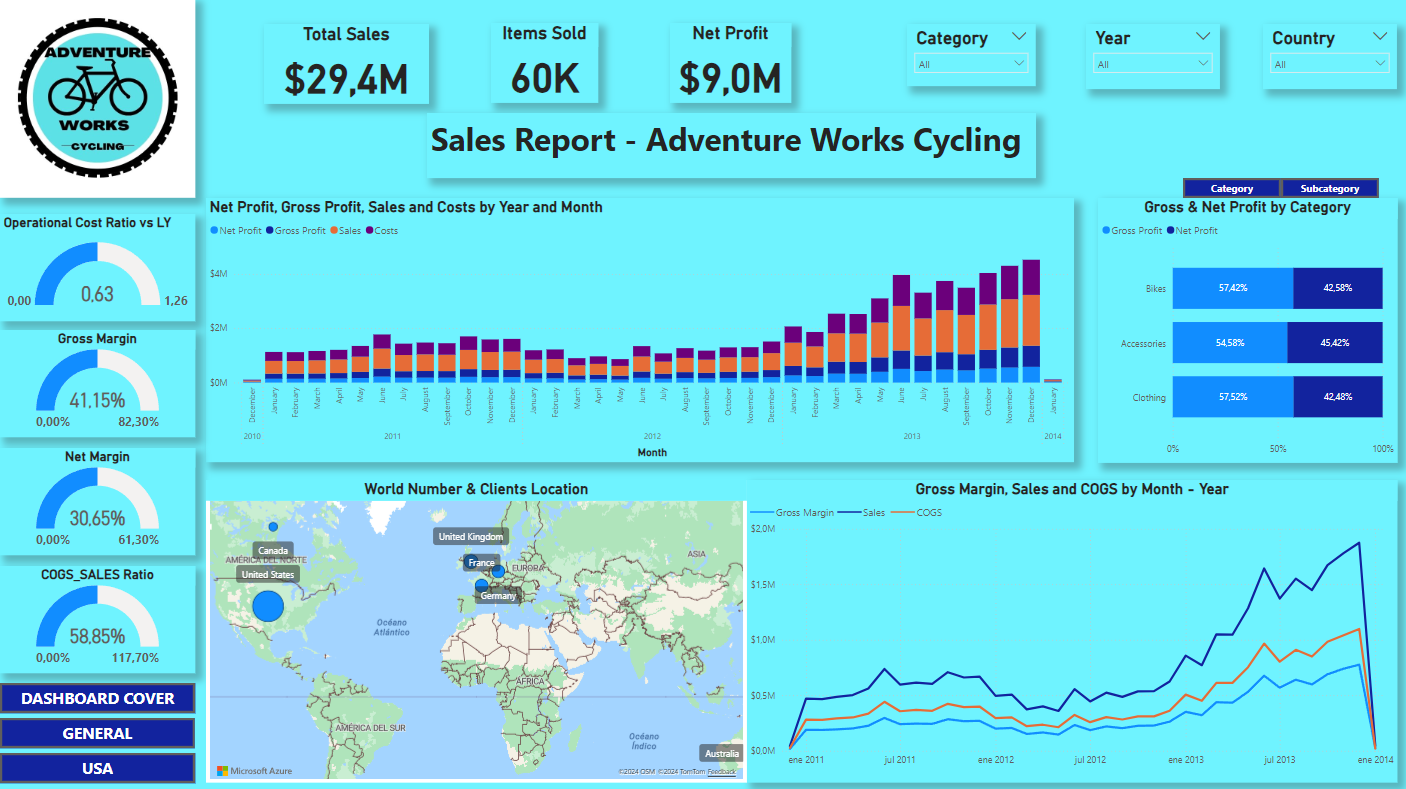 ADVENTURE
WORKS
CYCLING
Total Sales
$29,4M
Items Sold
60K
Net Profit
$9,0M
Category
All
Year
All
Country
All
Sales Report - Adventure Works Cycling
Category
Subcategory
Operational Cost Ratio vs LY
0,63
0,00
1,26
Gross Margin
41,15%
0,00%
82,30%
Net Margin
30,65%
0,00%
61,30%
COGS_SALES Ratio
58,85%
0,00%
117,70%
DASHBOARD COVER
GENERAL
USA
Net Profit, Gross Profit, Sales and Costs by Year and Month
Net Profit Gross Profit Sales Costs
$4M
$2M
$0M
December
January
February
March
April
May
June
July
August
September
October
November
December
January
February
March
April
May
June
July
August
September
October
November
December
January
February
March
April
May
June
July
August
September
October
November
December
January
2010
2011
2012
2013
2014
Month
Gross & Net Profit by Category
Gross Profit Net Profit
Bikes
57,42%
42,58%
Accessories
54,58%
45,42%
Clothing
57,52%
42,48%
0%
50%
100%
World Number & Clients Location
Canada
AMÉRICA DEL NORTE
United States
United Kingdom
France
EUROPA
Germany
ASIA
Océano
Atlántico
ÁFRICA
AMÉRICA DEL SUR
Océano
Índico
Australia
Microsoft Azure
©2024 OSM ©2024 TomTom Feedback
Gross Margin, Sales and COGS by Month - Year
Gross Margin Sales COGS
$2.0M
$1,5M
$1,0M
$0,5M
$0.0M
ene 2011
jul 2011
ene 2012
jul 2012
ene 2013
jul 2013
ene 2014